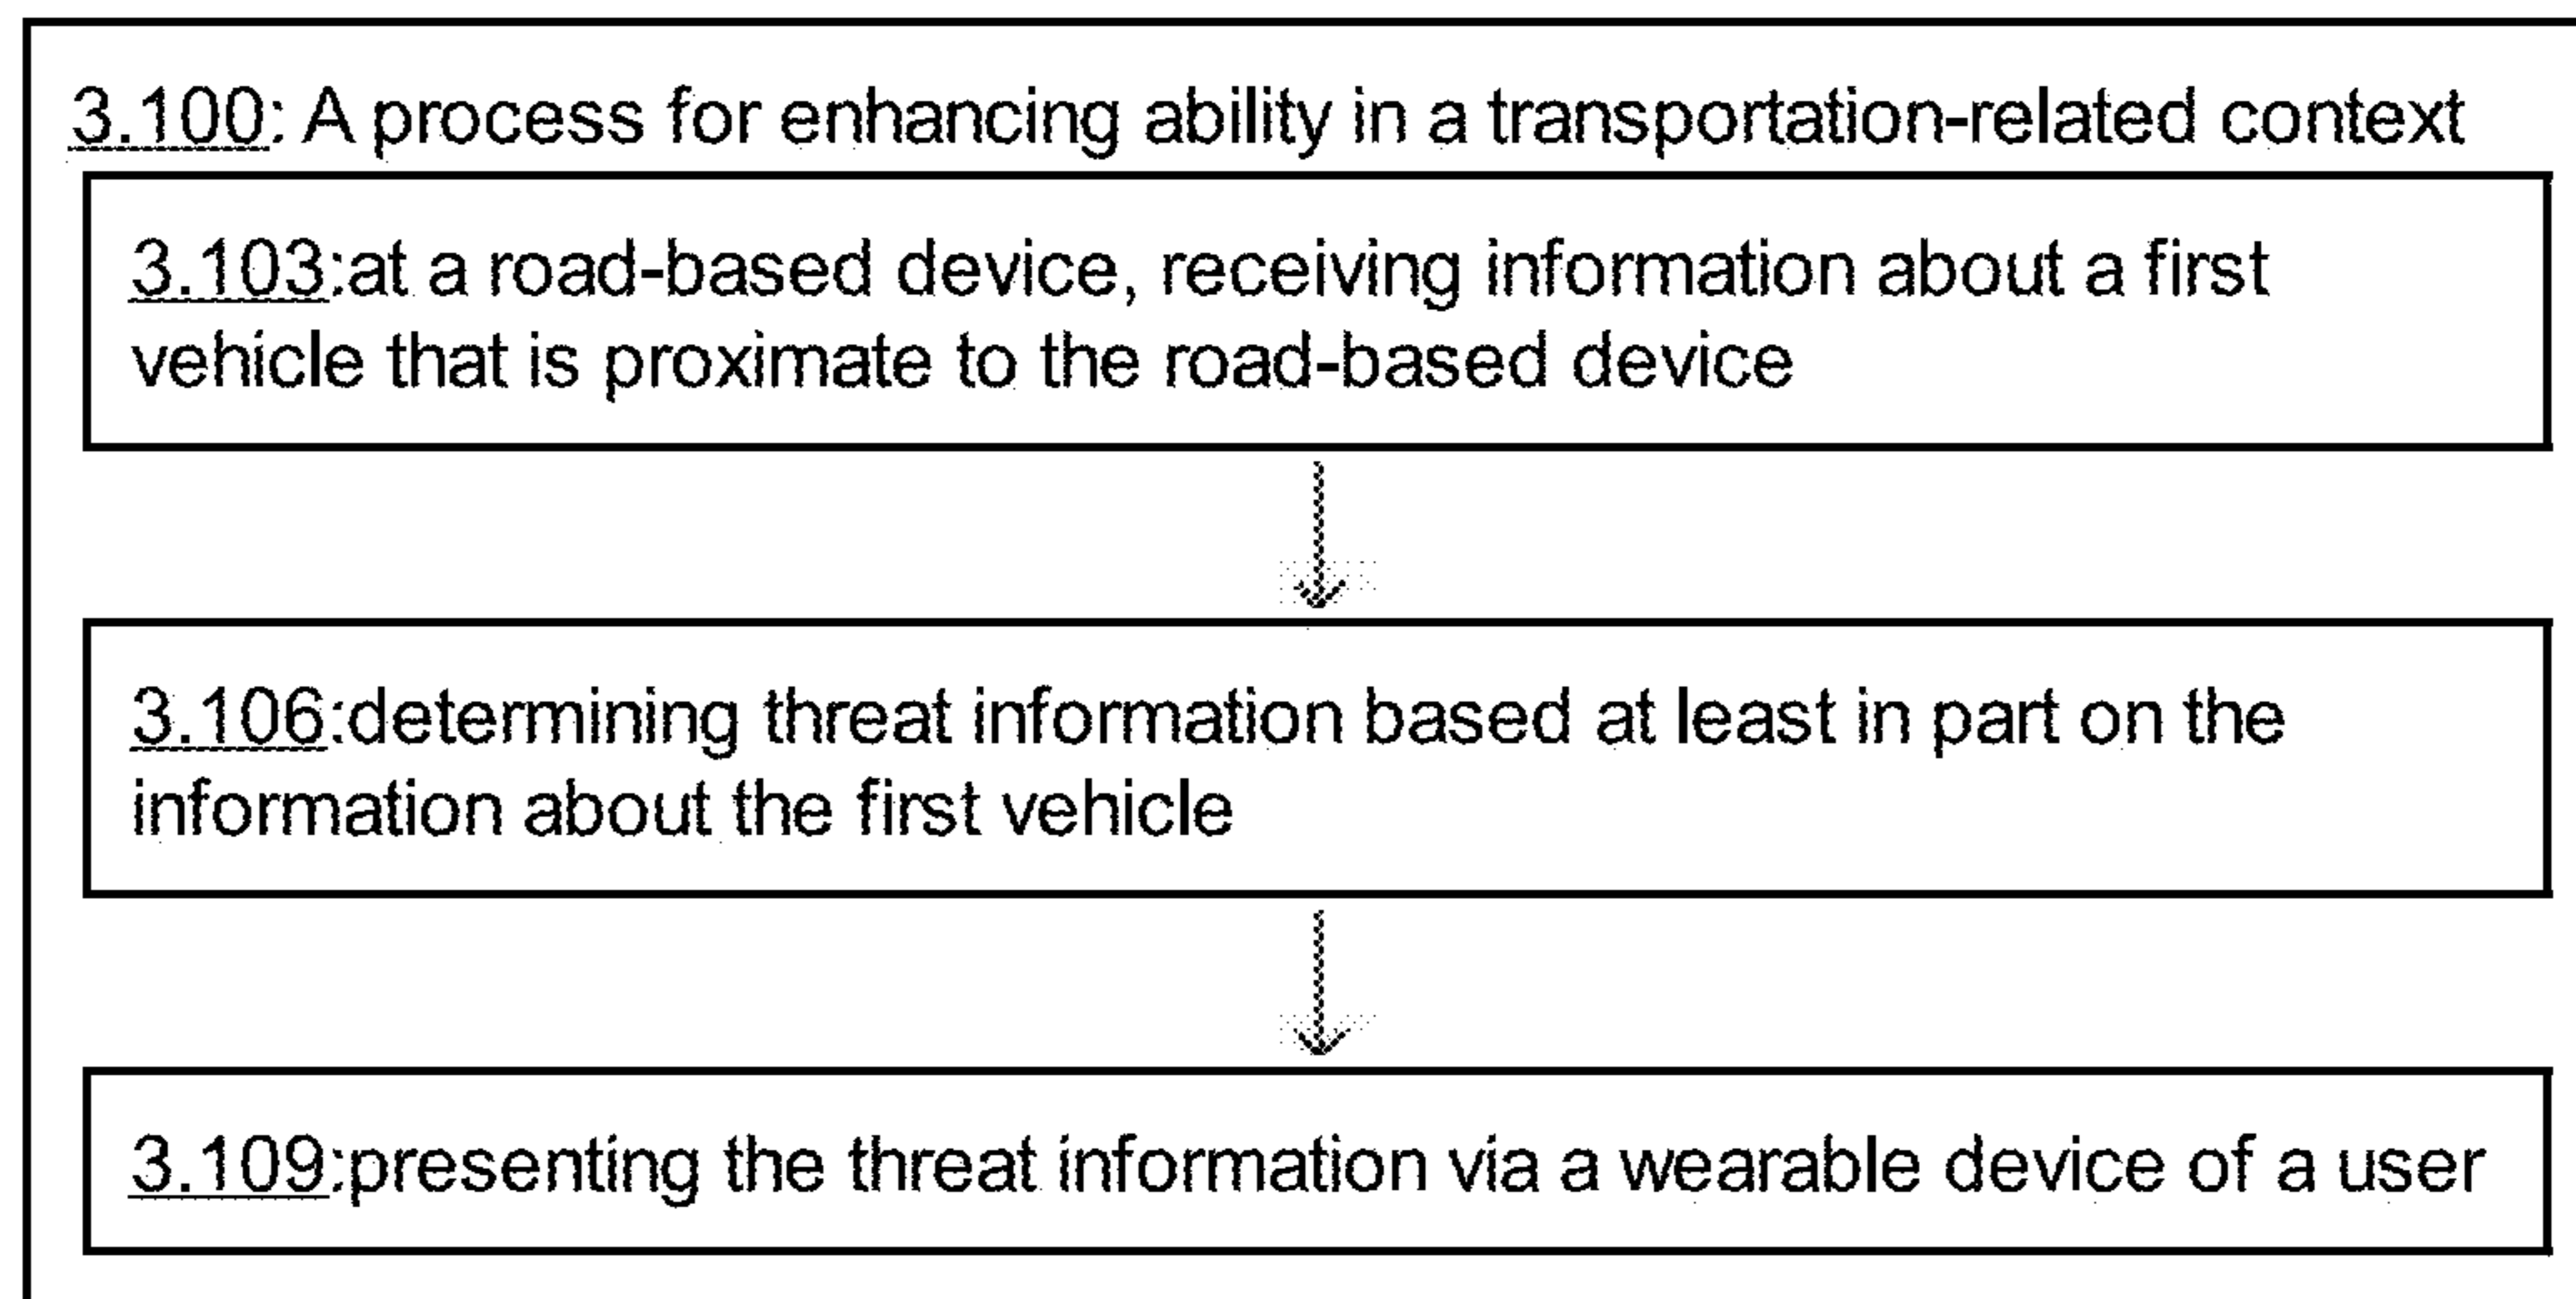 3.100: A process for enhancing ability in a transportation-related context
3.103:at a road-based device, receiving information about a first
vehicle that is proximate to the road-based device
3.106:determining threat information based at least in part on the
information about the first vehicle
3.109:presenting the threat information via a wearable device of a user